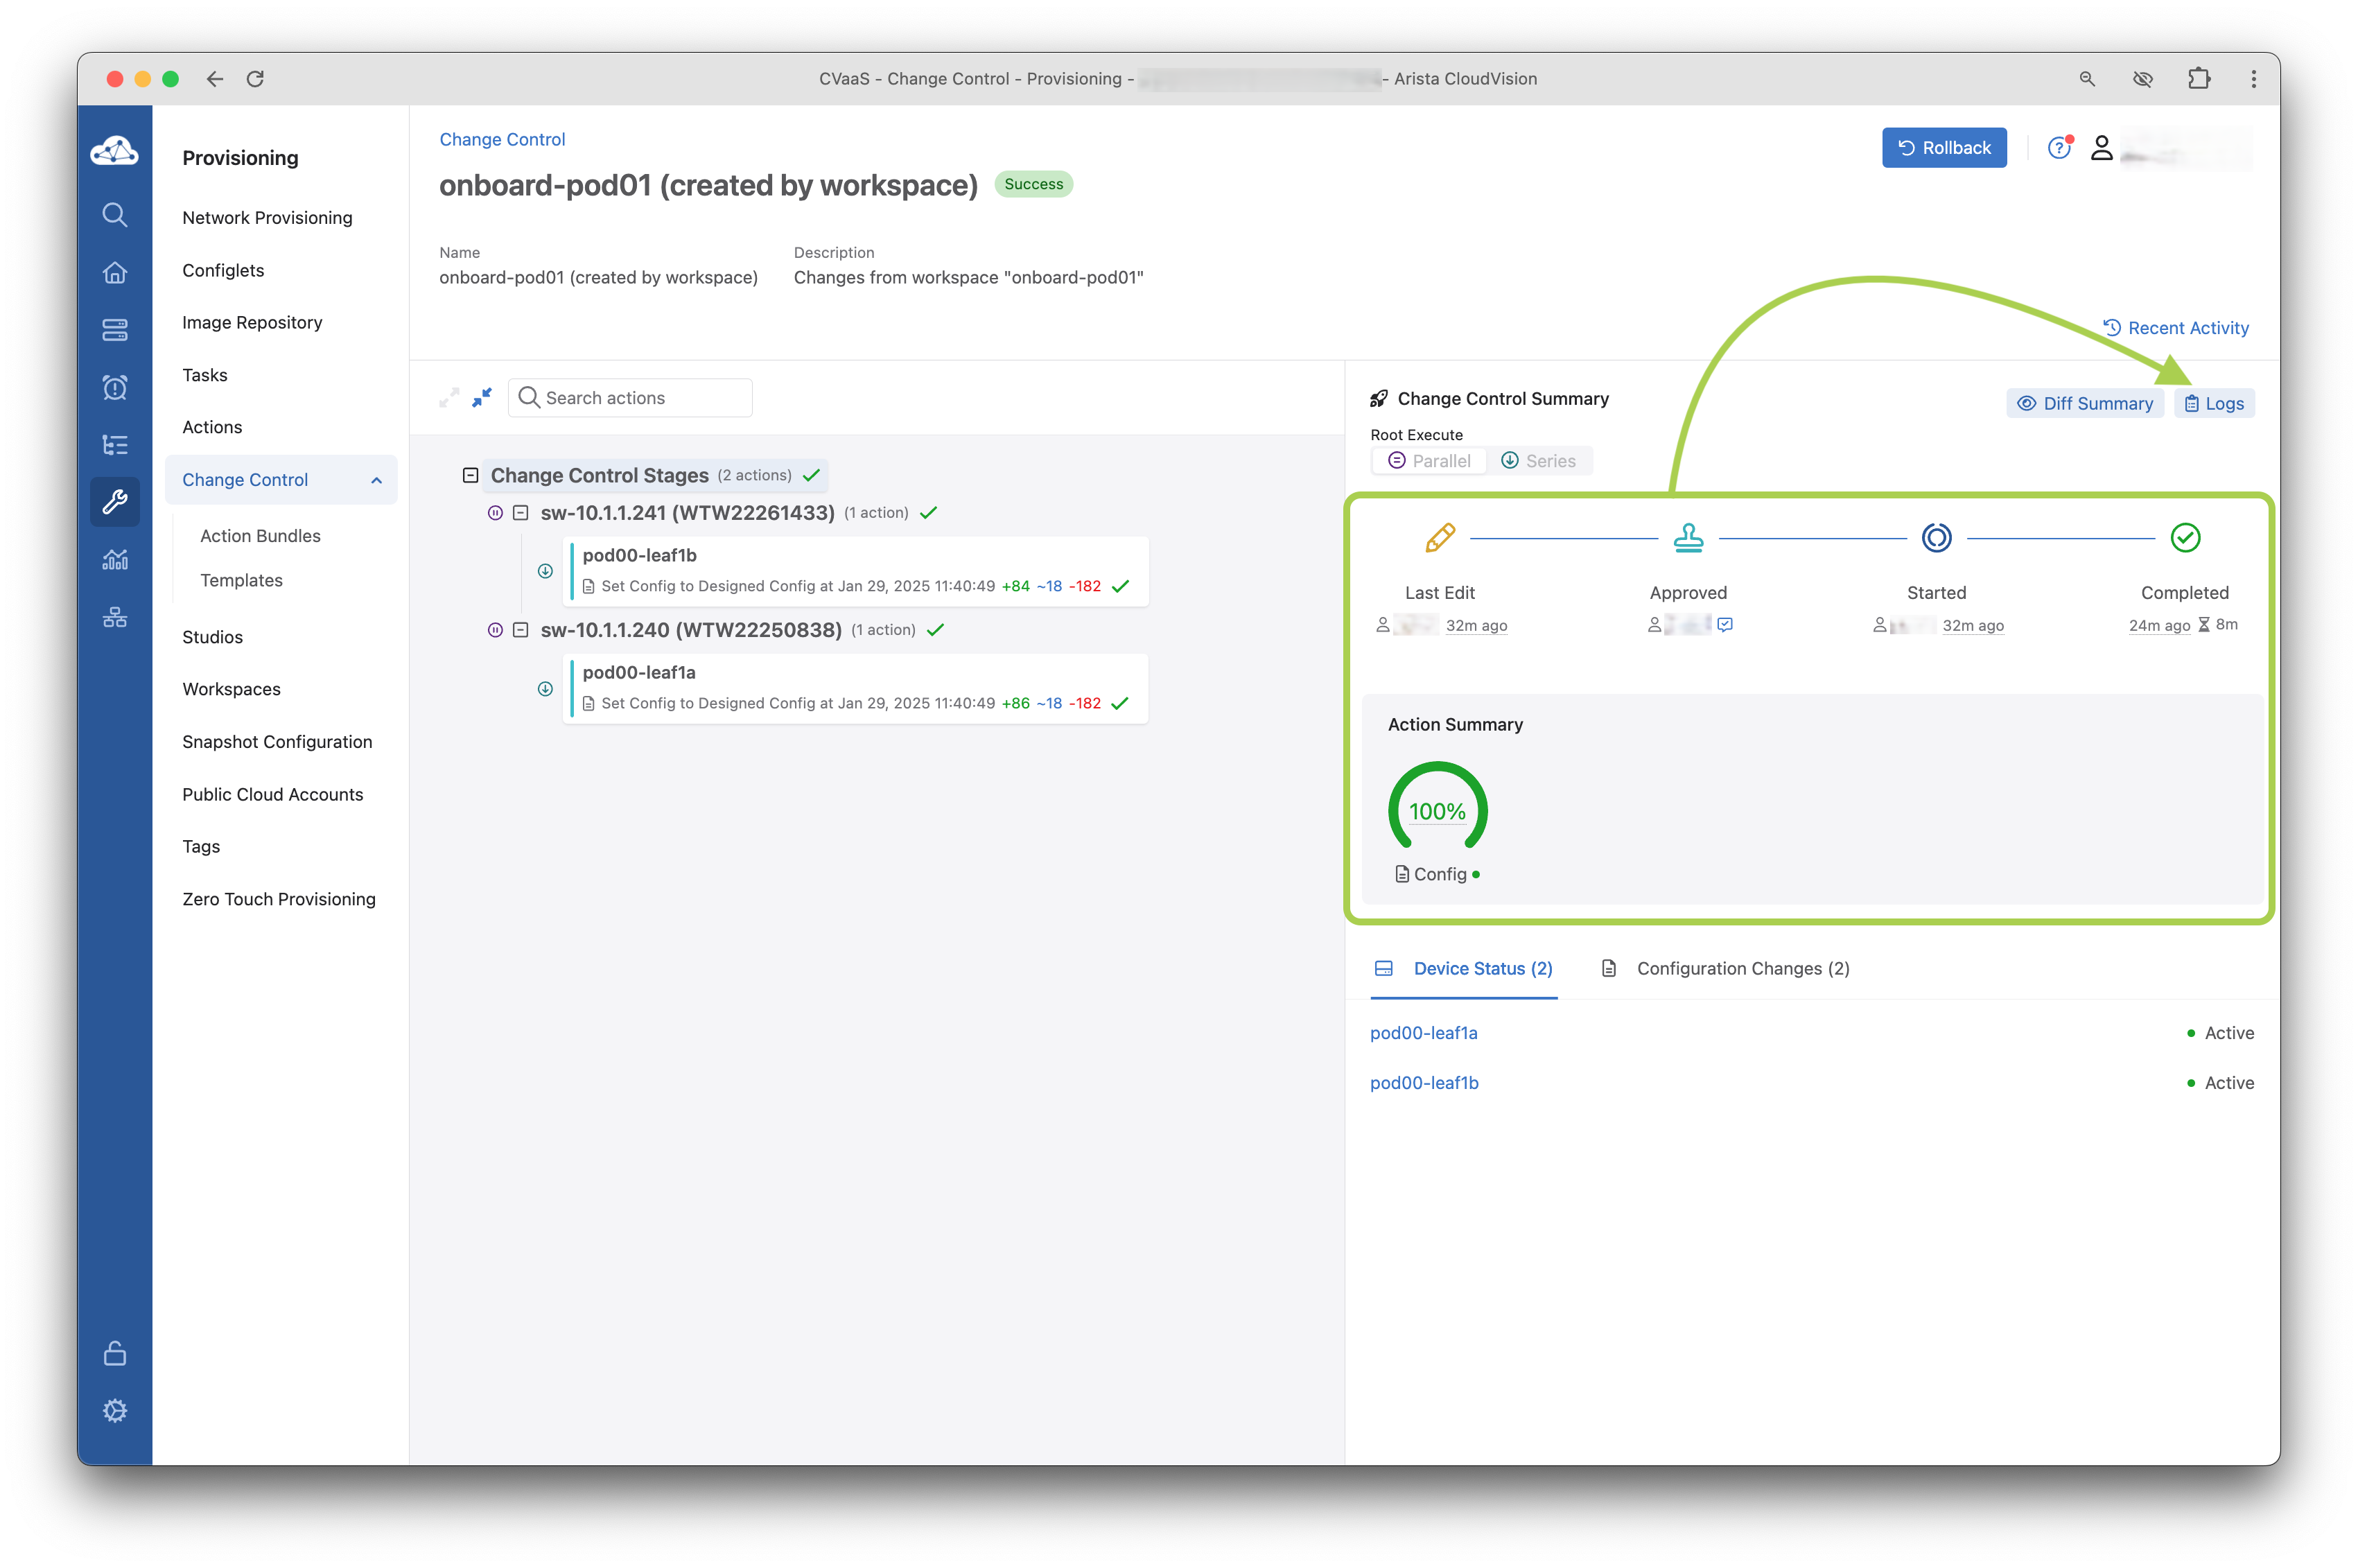 CVaaS - Change Control - Provisioning - - Arista CloudVision
Provisioning
Network Provisioning
Configlets
Image Repository
Tasks
Actions
Change Control
Action Bundles
Templates
Studios
Workspaces
Snapshot Configuration
Public Cloud Accounts
Tags
Zero Touch Provisioning
Change Control
Rollback
onboard-pod01 (created by workspace) Success
Name
onboard-pod01 (created by workspace)
Description
Changes from workspace "onboard-pod01"
Recent Activity
Search actions
Change Control Stages (2 actions)
sw-10.1.1.241 (WTW22261433) (1 action)
pod00-leaf1b
Set Config to Designed Config at Jan 29, 2025 11:40:49 +84 ~18 -182
sw-10.1.1.240 (WTW22250838) (1 action)
pod00-leaf1a
Set Config to Designed Config at Jan 29, 2025 11:40:49 +86 ~18 -182
Change Control Summary
Diff Summary
Logs
Root Execute
Parallel Series
Last Edit Approved Started Completed
32m ago 32m ago 24m ago 8m
Action Summary
100%
Config
Device Status (2) Configuration Changes (2)
pod00-leaf1a Active
pod00-leaf1b Active